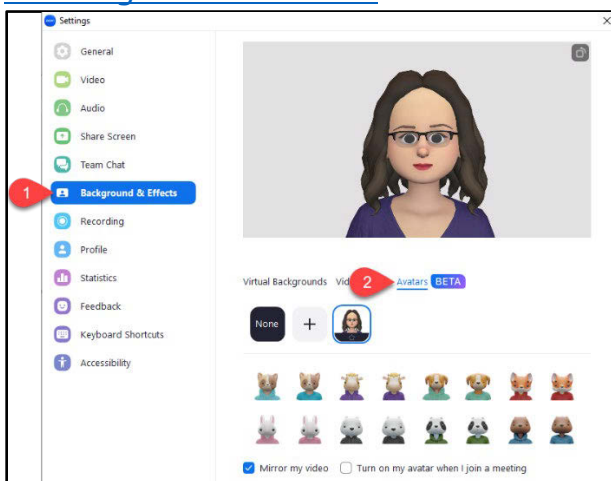 Settings
General
Video
Audio
Share Screen
Team Chat
1
Background & Effects
Recording
Profile
Statistics
Feedback
Keyboard Shortcuts
Accessibility
Virtual Backgrounds Vid 2 Avatars BETA
None +
Mirror my video Turn on my avatar when I join a meeting